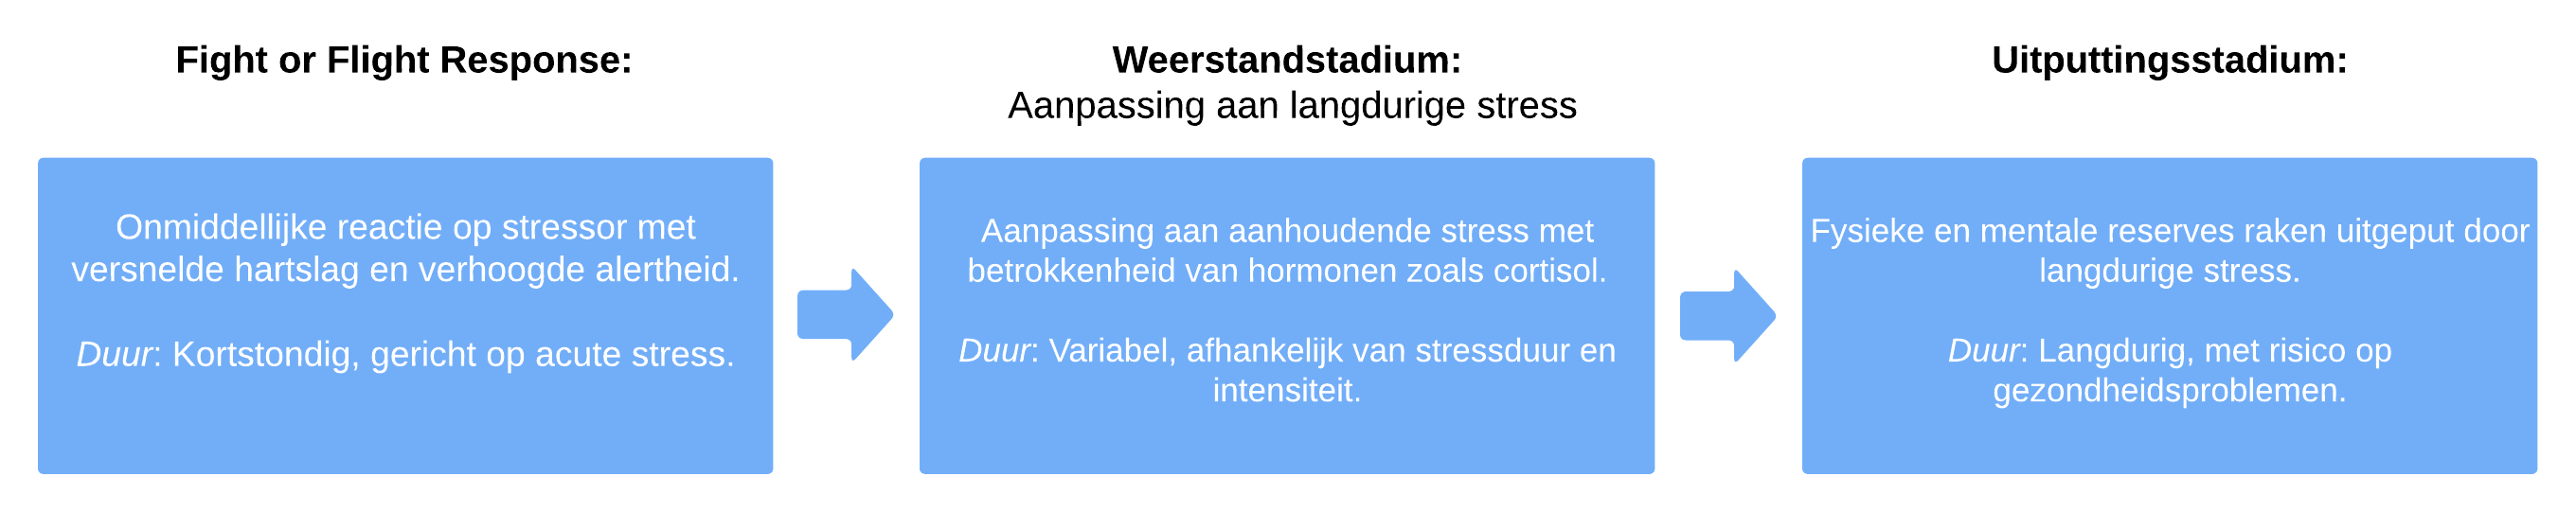 Fight or Flight Response:
Onmiddellijke reactie op stressor met
versnelde hartslag en verhoogde alertheid.
Duur: Kortstondig, gericht op acute stress.
Weerstandstadium:
Aanpassing aan langdurige stress
Aanpassing aan aanhoudende stress met
betrokkenheid van hormonen zoals cortisol.
Duur: Variabel, afhankelijk van stressduur en
intensiteit.
Uitputtingsstadium:
Fysieke en mentale reserves raken uitgeput door
langdurige stress.
Duur: Langdurig, met risico op
gezondheidsproblemen.